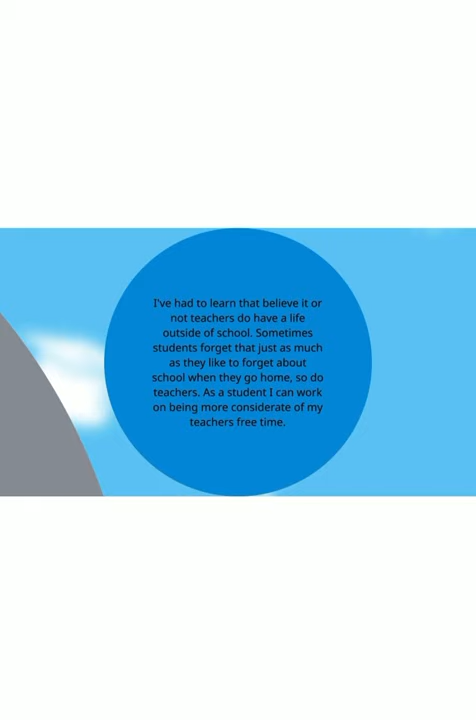 I've had to learn that believe it or
not teachers do have a life
outside of school. Sometimes
students forget that just as much
as they like to forget about
school when they go home, so do
teachers. As a student I can work
on being more considerate of my
teachers free time.